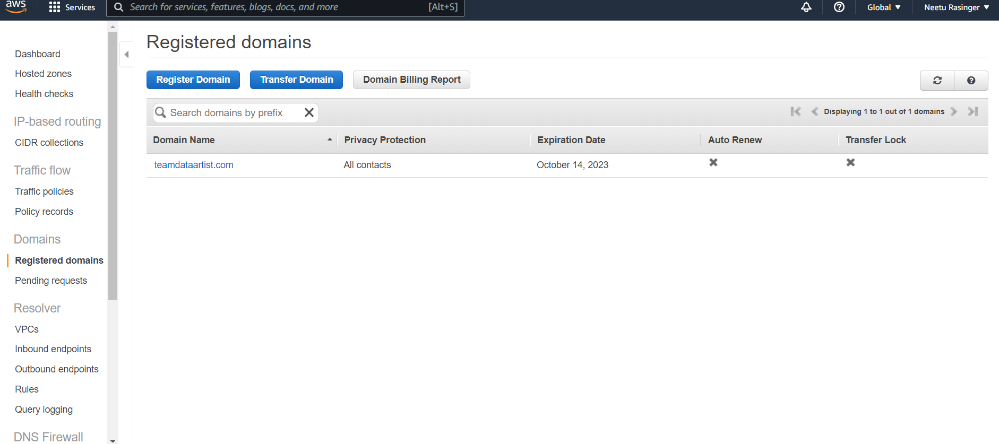 aws
Services
Search for services, features, blogs, docs, and more
[Alt+S]
Global
Neetu Rasinger
Dashboard
Hosted zones
Health checks
IP-based routing
CIDR collections
Traffic flow
Traffic policies
Policy records
Domains
Registered domains
Pending requests
Resolver
VPCs
Inbound endpoints
Outbound endpoints
Rules
Query logging
DNS Firewall
Registered domains
Register Domain
Transfer Domain
Domain Billing Report
Search domains by prefix
Displaying 1 to 1 out of 1 domains
Domain Name
Privacy Protection
Expiration Date
Auto Renew
Transfer Lock
teamdataartist.com
All contacts
October 14, 2023